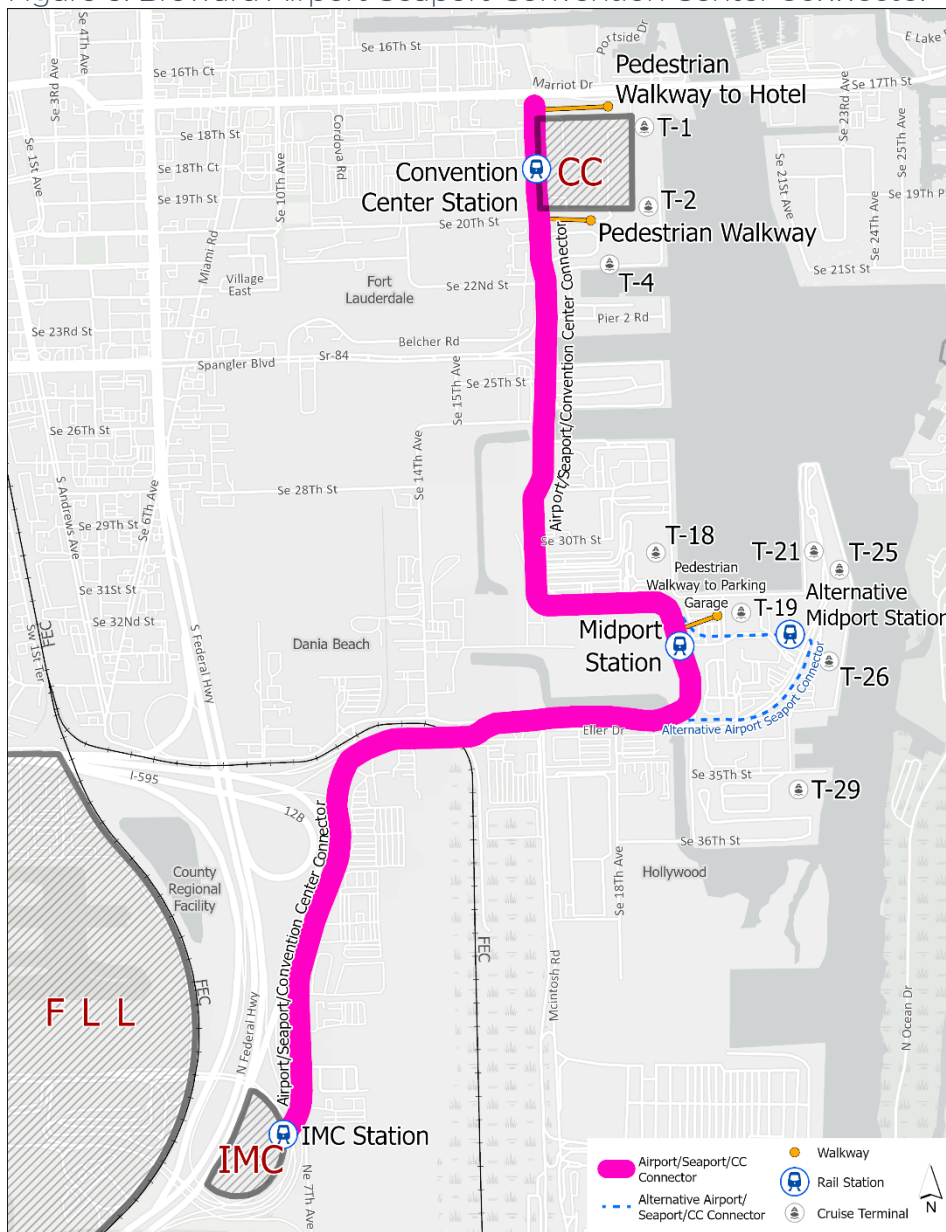 Se 16Th St
Portside Dr
E Lake
Se 4Th Ave
Se 3Rd Ave
Se 16Th Ct
Marriot Dr
Pedestrian
Walkway to Hotel
Se 17Th St
Se 23Rd Ave
Se 25Th Ave
Se 18Th St
Cordova Rd
T-1
Se 1St Ave
Se 18Th Ct
Se 10Th Ave
Convention
Center Station
CC
Se 21St Ave
Se 19Th St
Se 19Th P
T-2
Se 24Th Ave
Se 20Th St
Pedestrian Walkway
Miami Rd
Village
East
Fort
Lauderdale
Se 22Nd St
T-4
Se 21St St
Se 23Rd St
Pier 2 Rd
Belcher Rd
Sr-84
Spangler Blvd
Se 15Th Ave
Se 25Th St
Airport/Seaport/Convention Center Connector
Se 26Th St
Se 14Th Ave
S Andrews Ave
Se 6Th Ave
Se 28Th St
Se 29Th St
Se 30Th St
T-18
T-21
T-25
Pedestrian
Walkway to Parking
Garage
Se 31St St
Alternative
Midport Station
T-19
Se 32Nd St
FEC
Sw 1St Ter
S Federal Hwy
Dania Beach
Midport
Station
T-26
Eller Dr
Alternative Airport Seaport Connector
I-595
12B
Se 35Th St
T-29
Se 36Th St
County
Regional
Facility
Hollywood
Se 18Th Ave
Airport/Seaport/Convention Center Connector
FEC
FEC
Mcintosh Rd
F L L
N Federal Hwy
N Ocean Dr
IMC Station
IMC
Ne 7Th Ave
Airport/Seaport/CC
Connector
Alternative Airport/
Seaport/CC Connector
Walkway
Rail Station
Cruise Terminal
N